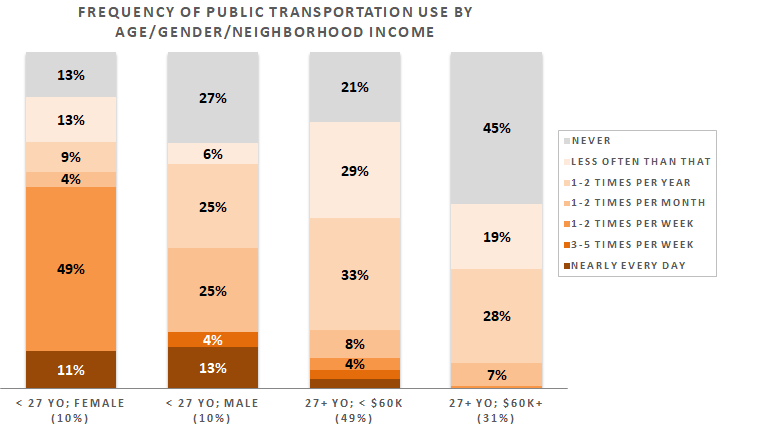 FREQUENCY OF PUBLIC TRANSPORTATION USE BY
AGE/GENDER/NEIGHBORHOOD INCOME
13%
13%
9%
4%
49%
11%
27%
6%
25%
25%
4%
13%
21%
29%
33%
8%
4%
45%
19%
28%
7%
NEVER
LESS OFTEN THAN THAT
1-2 TIMES PER YEAR
1-2 TIMES PER MONTH
1-2 TIMES PER WEEK
3-5 TIMES PER WEEK
NEARLY EVERY DAY
< 27 YO; FEMALE
(10%)
< 27 YO; MALE
(10%)
27+ YO; < $60K
(49%)
27+ YO; $60K+
(31%)